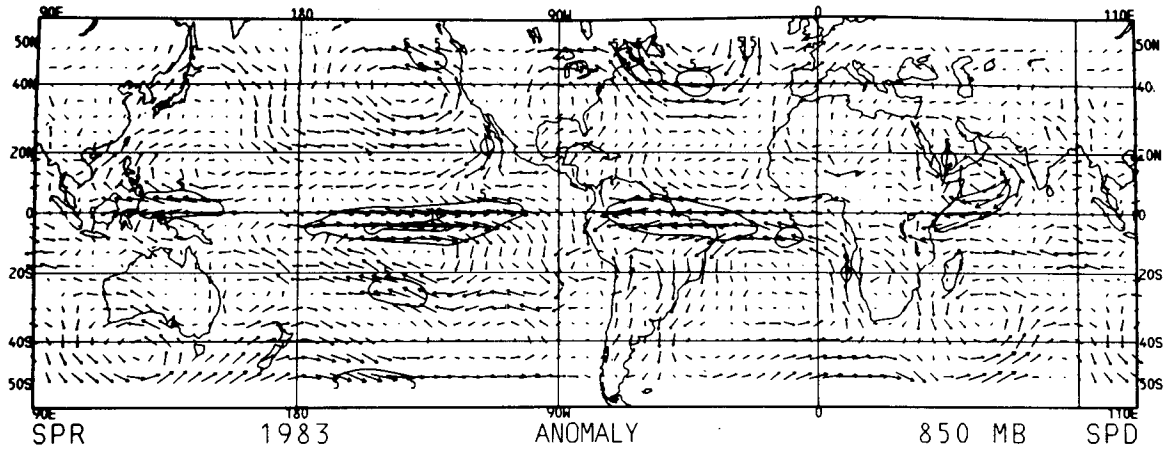 90E 180 90W 0 110E
50N 50N
40N 40.
20N 20N
0 0
20S 20S
40S 40S
50S 50S
90E 180 90W 0 110E
SPR 1983 ANOMALY 850 MB SPD